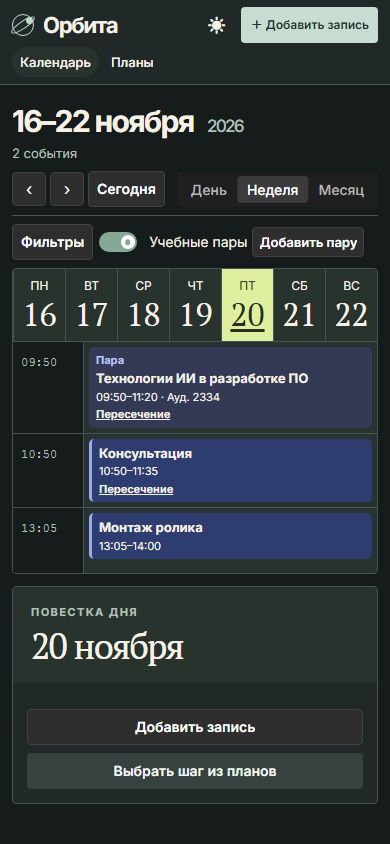 Орбита
+ Добавить запись
Календарь Планы
16–22 ноября 2026
2 события
‹ › Сегодня День Неделя Месяц
Фильтры Учебные пары Добавить пару
ПН ВТ СР ЧТ ПТ СБ ВС
16 17 18 19 20 21 22
09:50
Пара
Технологии ИИ в разработке ПО
09:50–11:20 · Ауд. 2334
Пересечение
10:50
Консультация
10:50–11:35
Пересечение
13:05
Монтаж ролика
13:05–14:00
ПОВЕСТКА ДНЯ
20 ноября
Добавить запись
Выбрать шаг из планов